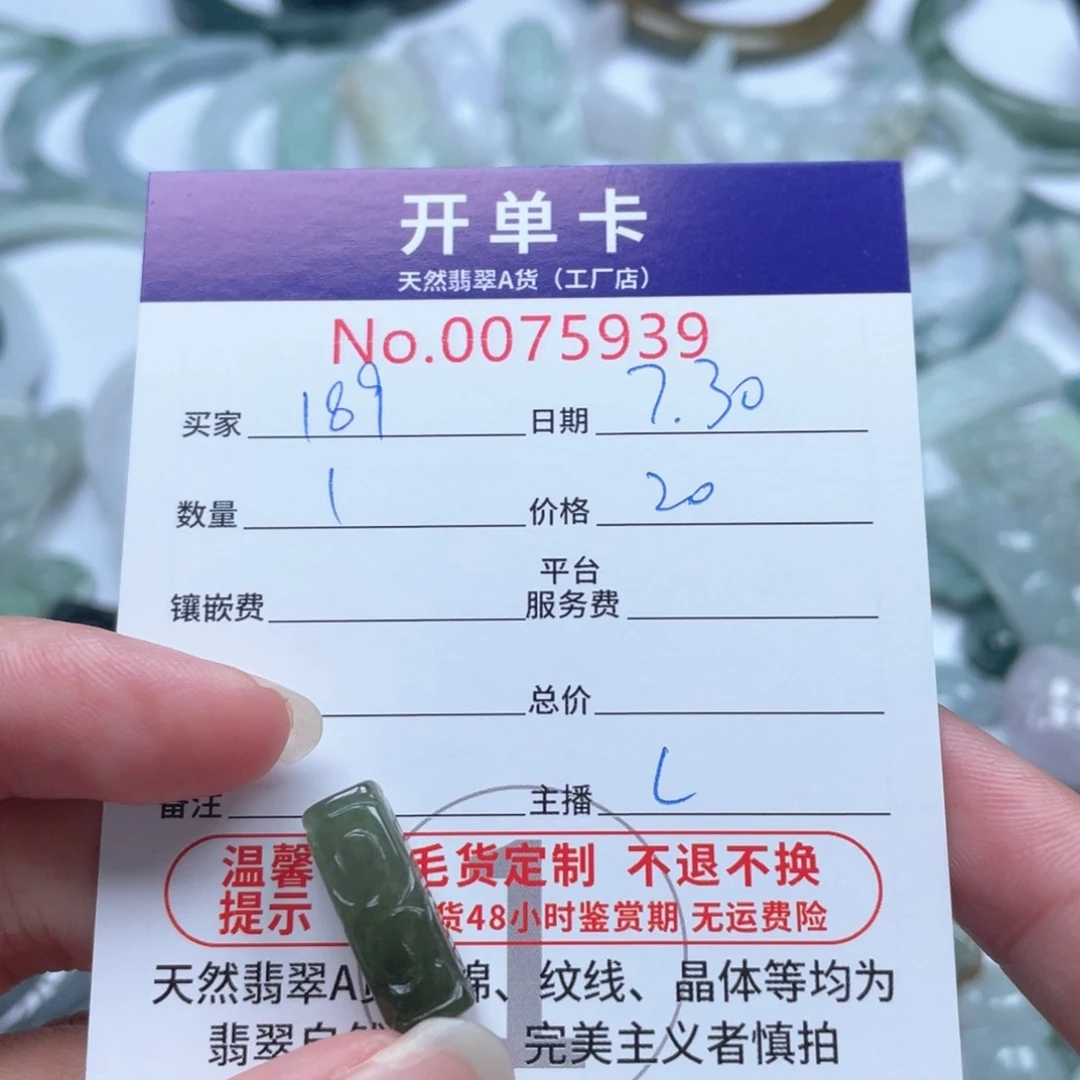 开单卡
天然翡翠A货（工厂店）
No.0075939
买家 189 日期 7.30
数量 1 价格 20
平台
镶嵌费 服务费
总价
备注 主播 L
温馨 毛货定制 不退不换
提示 货48小时鉴赏期 无运费险
天然翡翠A货 棉、纹线、晶体等均为
翡翠自然 完美主义者慎拍